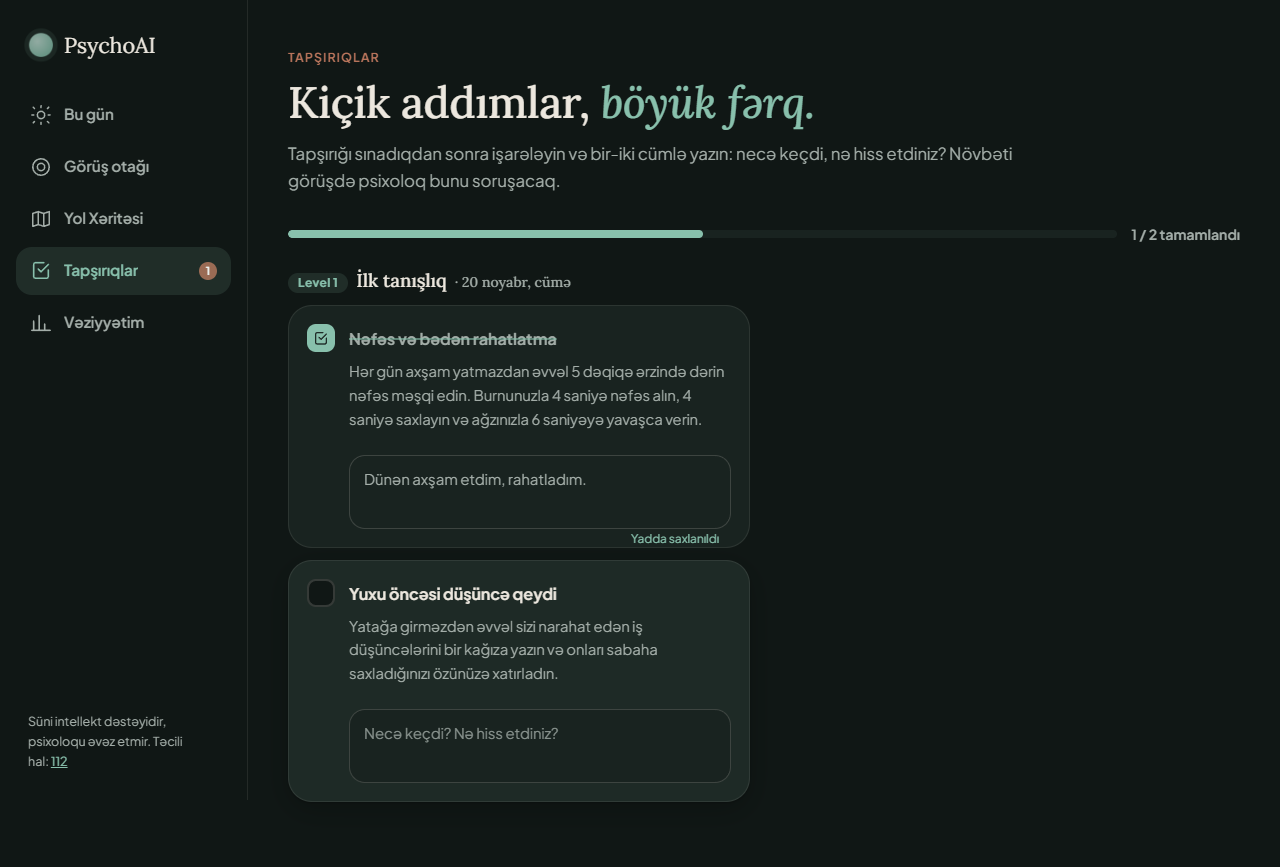 PsychoAI
Bu gün
Görüş otağı
Yol Xəritəsi
Tapşırıqlar
1
Vəziyyətim
Süni intellekt dəstəyidir,
psixoloqu əvəz etmir. Təcili
hal: 112
TAPŞIRIQLAR
Kiçik addımlar, böyük fərq.
Tapşırığı sınadıqdan sonra işarələyin və bir-iki cümlə yazın: necə keçdi, nə hiss etdiniz? Növbəti
görüşdə psixoloq bunu soruşacaq.
1 / 2 tamamlandı
Level 1 İlk tanışlıq · 20 noyabr, cümə
Nəfəs və bədən rahatlatma
Hər gün axşam yatmazdan əvvəl 5 dəqiqə ərzində dərin
nəfəs məşqi edin. Burnunuzla 4 saniyə nəfəs alın, 4
saniyə saxlayın və ağzınızla 6 saniyəyə yavaşca verin.
Dünən axşam etdim, rahatladım.
Yadda saxlanıldı
Yuxu öncəsi düşüncə qeydi
Yatağa girməzdən əvvəl sizi narahat edən iş
düşüncələrini bir kağıza yazın və onları sabaha
saxladığınızı özünüzə xatırladın.
Necə keçdi? Nə hiss etdiniz?